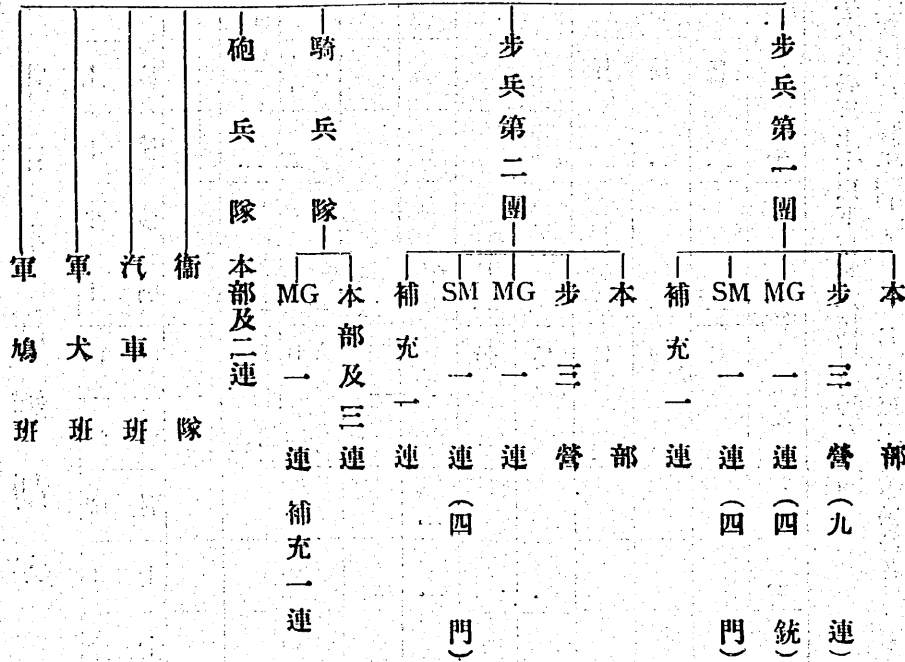 步兵第一團
本部
步三營(九連)
MG一連(四銃)
SM一連(四門)
補充一連
步兵第二團
本部
步三營
MG一連
SM一連(四門)
補充一連
騎兵隊
本部及三連
MG一連 補充一連
砲兵隊 本部及二連
衞隊
汽車班
軍犬班
軍鳩班